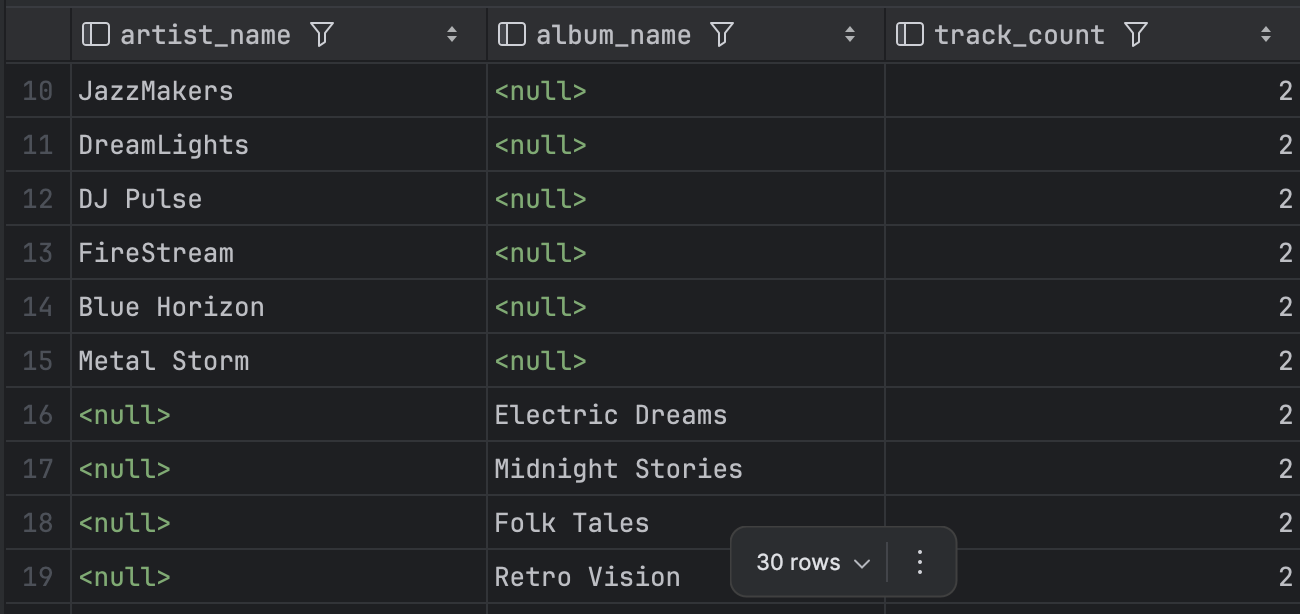 artist_name album_name track_count
10 JazzMakers <null> 2
11 DreamLights <null> 2
12 DJ Pulse <null> 2
13 FireStream <null> 2
14 Blue Horizon <null> 2
15 Metal Storm <null> 2
16 <null> Electric Dreams 2
17 <null> Midnight Stories 2
18 <null> Folk Tales 2
30 rows
19 <null> Retro Vision 2